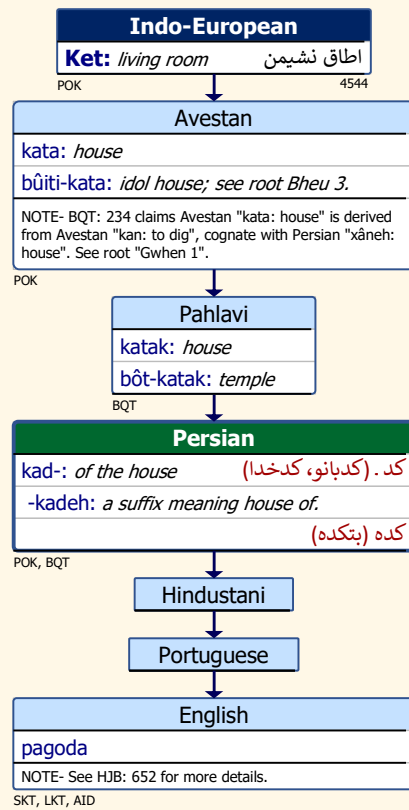 Indo-European
Ket: living room اطاق نشیمن
POK 4544
Avestan
kata: house
bûiti-kata: idol house; see root Bheu 3.
NOTE- BQT: 234 claims Avestan "kata: house" is derived
from Avestan "kan: to dig", cognate with Persian "xâneh:
house". See root "Gwhen 1".
POK
Pahlavi
katak: house
bôt-katak: temple
BQT
Persian
kad-: of the house کد . (کدبانو، کدخدا)
-kadeh: a suffix meaning house of.
کده (بتکده)
POK, BQT
Hindustani
Portuguese
English
pagoda
NOTE- See HJB: 652 for more details.
SKT, LKT, AID